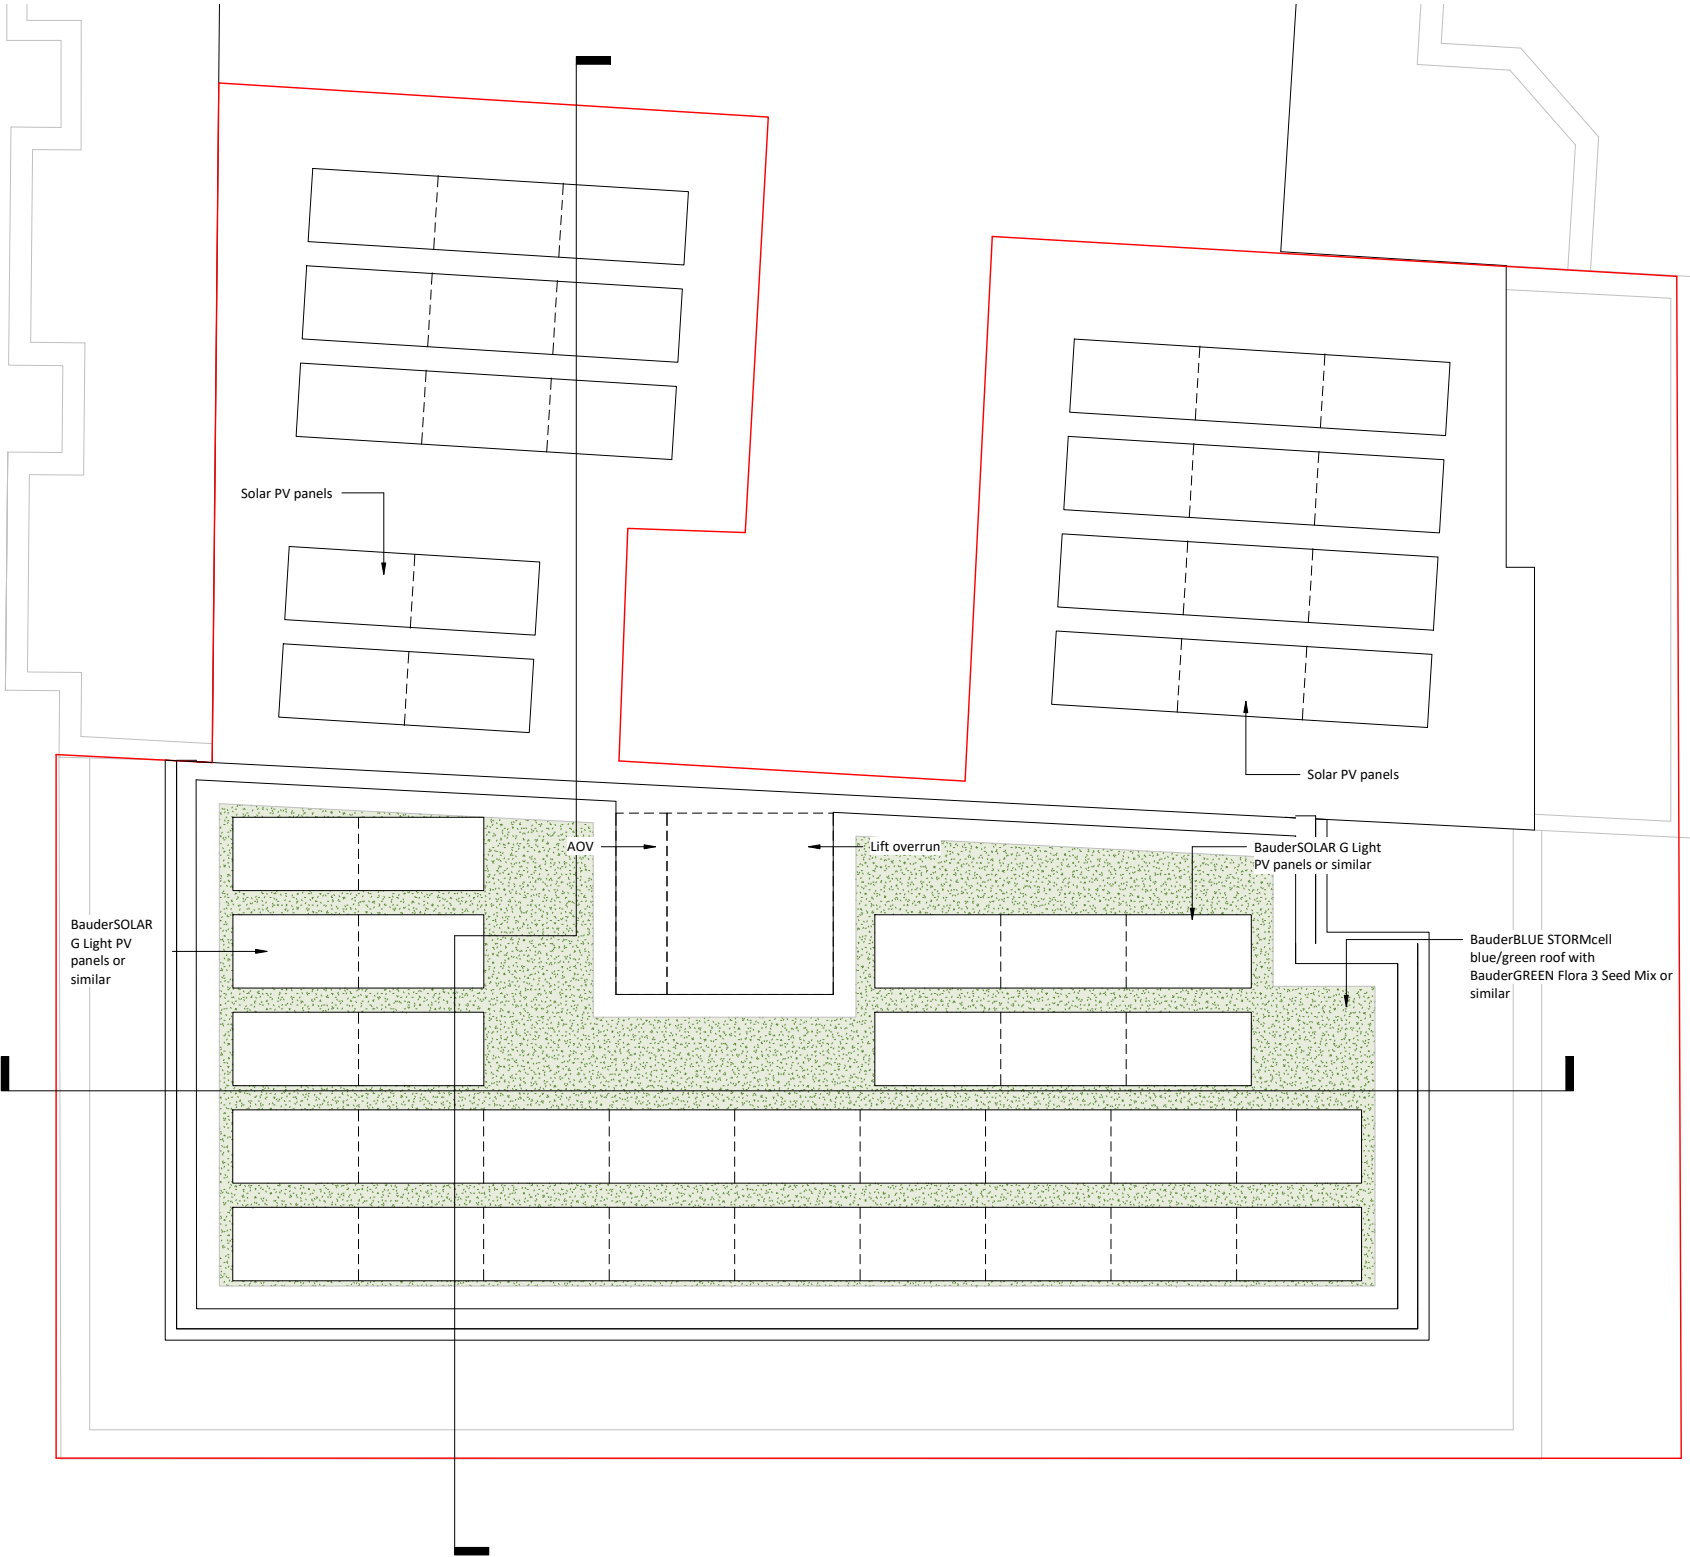 Solar PV panels
Solar PV panels
AOV
Lift overrun
BauderSOLAR G Light
PV panels or similar
BauderSOLAR
G Light PV
panels or
similar
BauderBLUE STORMcell
blue/green roof with
BauderGREEN Flora 3 Seed Mix or
similar